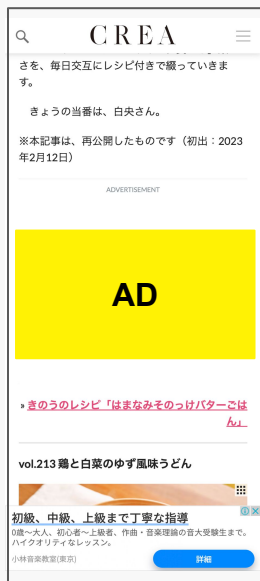 CREA
さを、毎日交互にレシピ付きで綴っていきま
す。
きょうの当番は、白央さん。
※本記事は、再公開したものです（初出：2023
年2月12日）
ADVERTISEMENT
AD
» きのうのレシピ「はまなみそのっけバターごは
ん」
vol.213 鶏と白菜のゆず風味うどん
初級、中級、上級まで丁寧な指導
0歳〜大人、初心者〜上級者、作曲・音楽理論の音大受験生まで。
ハイクオリティなレッスン。
小林音楽教室(東京)
詳細